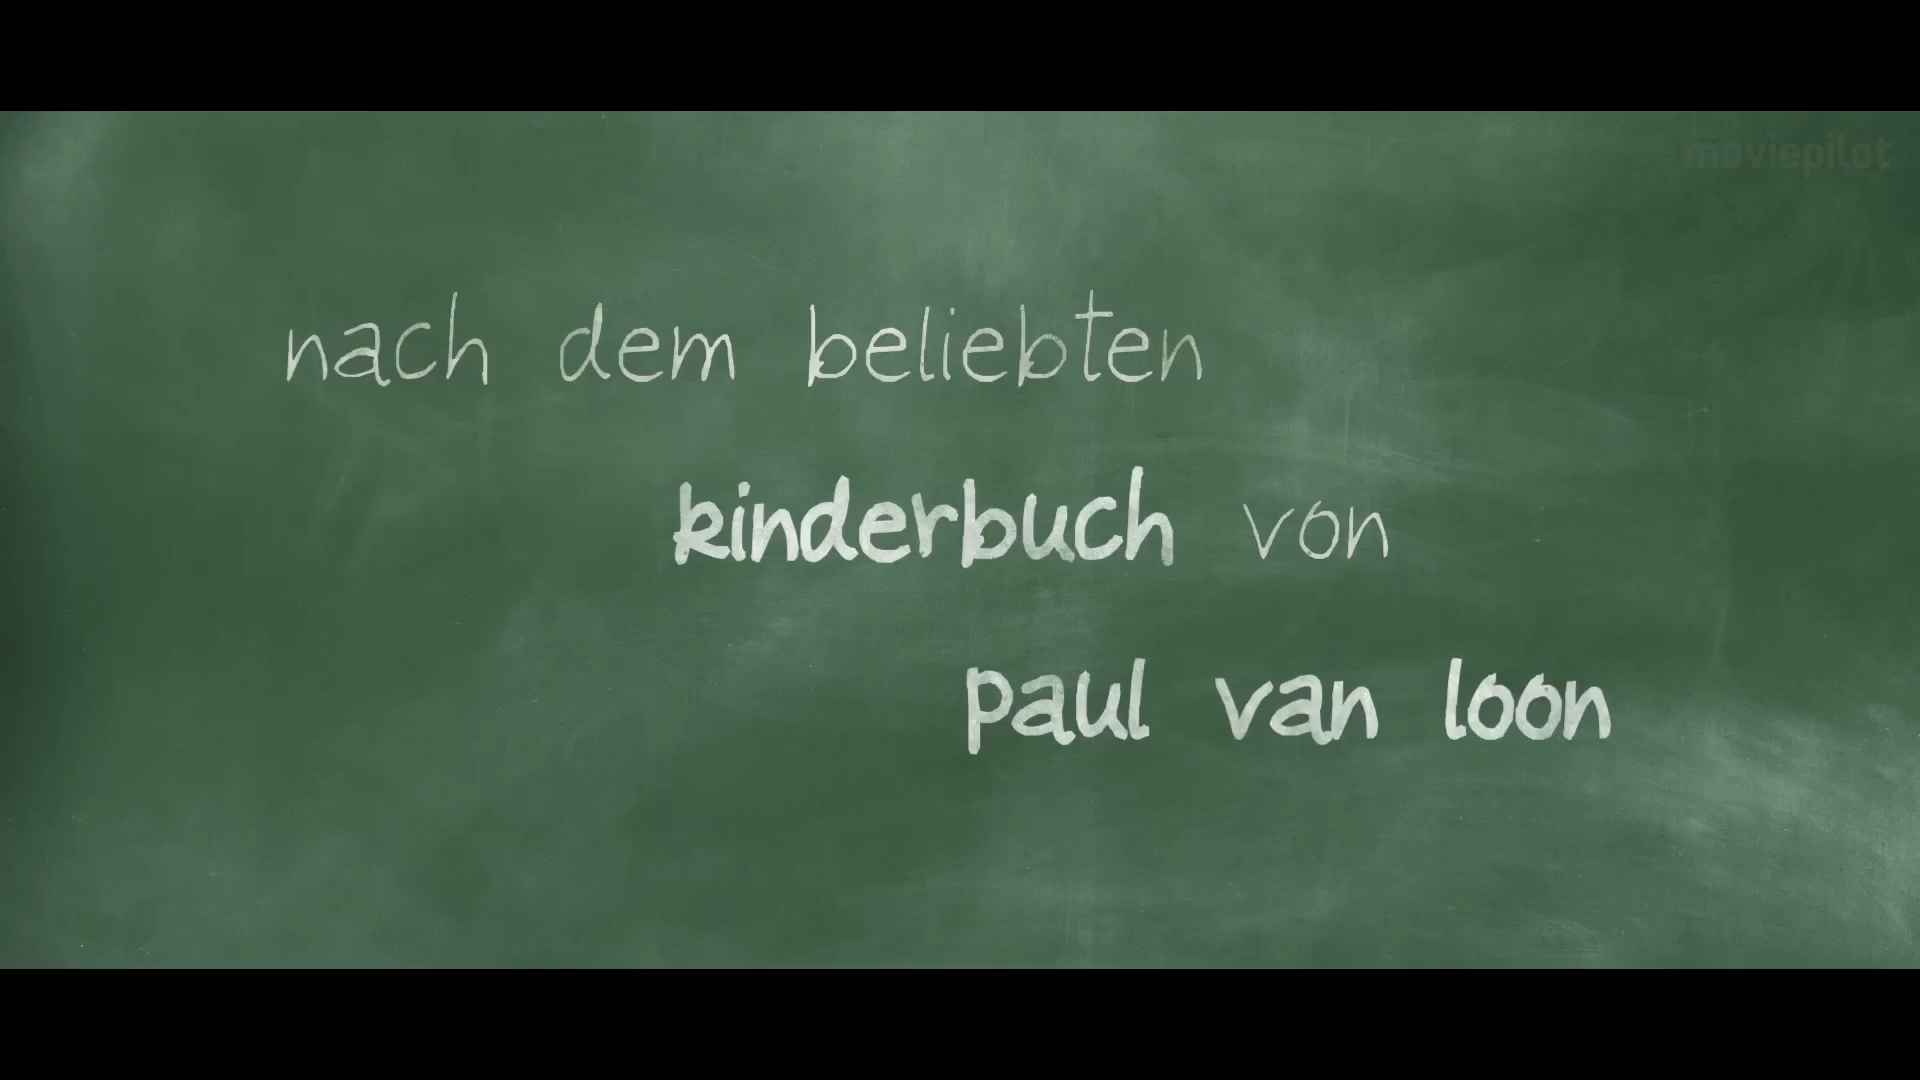 moviepilot
nach dem beliebten
kinderbuch von
paul van loon